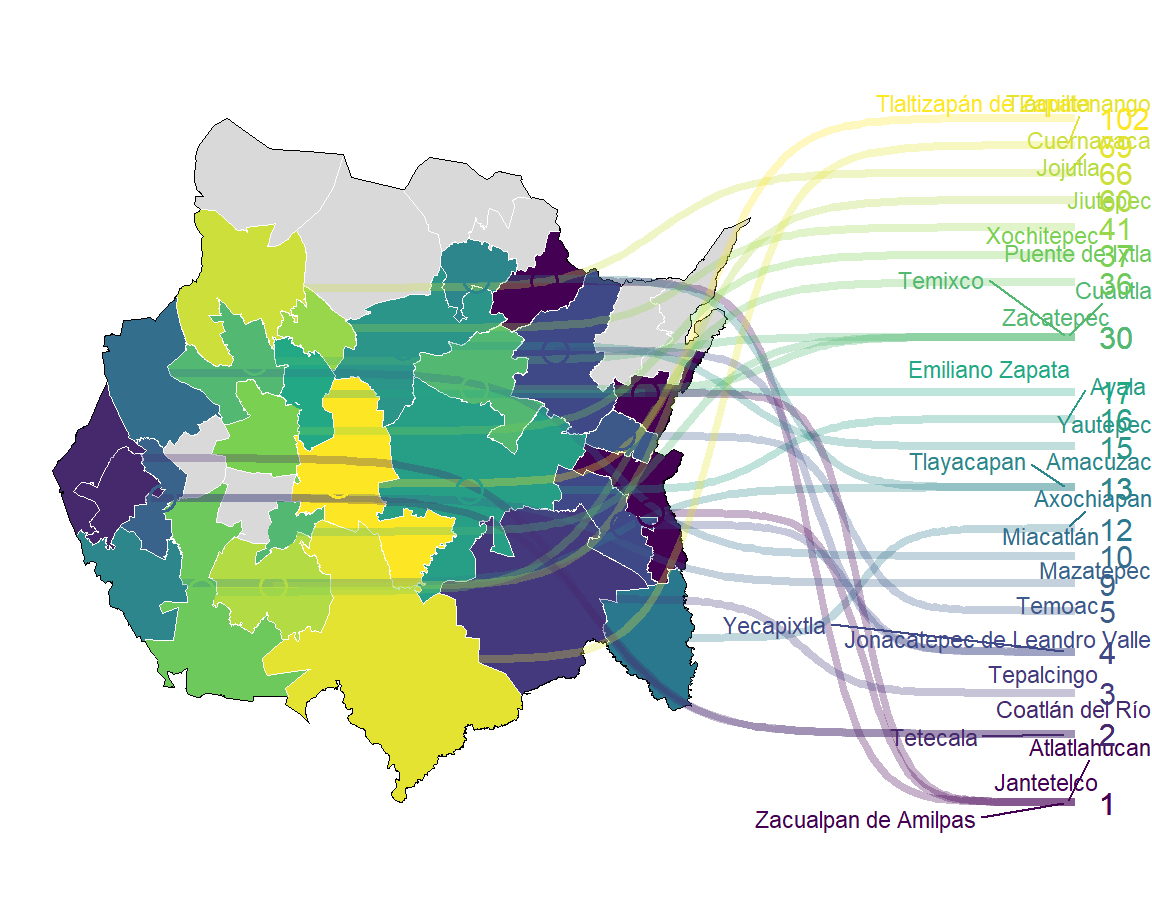 Tlaltizapán de Zapata
Tlaquiltenango
102
Cuernavaca
69
Jojutla
66
Jiutepec
60
Xochitepec
41
Puente de Ixtla
37
Temixco
36
Cuautla
Zacatepec
30
Emiliano Zapata
17
Ayala
16
Yautepec
15
Tlayacapan
Amacuzac
13
Axochiapan
12
Miacatlán
10
Mazatepec
9
Temoac
5
Yecapixtla
Jonacatepec de Leandro Valle
4
Tepalcingo
3
Coatlán del Río
Tetecala
2
Atlatlahucan
Jantetelco
1
Zacualpan de Amilpas